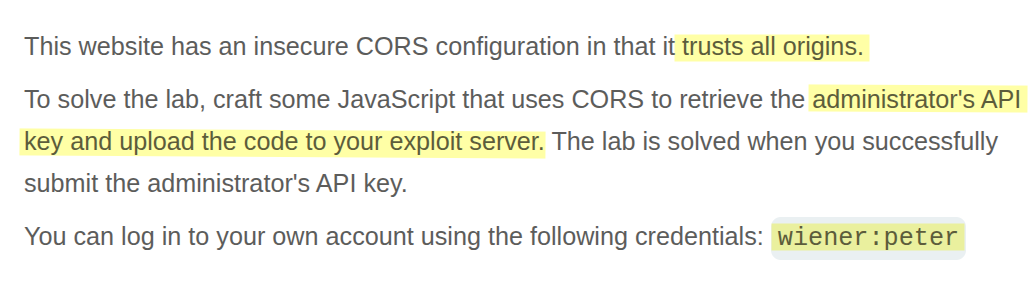 This website has an insecure CORS configuration in that it trusts all origins.
To solve the lab, craft some JavaScript that uses CORS to retrieve the administrator's API
key and upload the code to your exploit server. The lab is solved when you successfully
submit the administrator's API key.
You can log in to your own account using the following credentials: wiener:peter